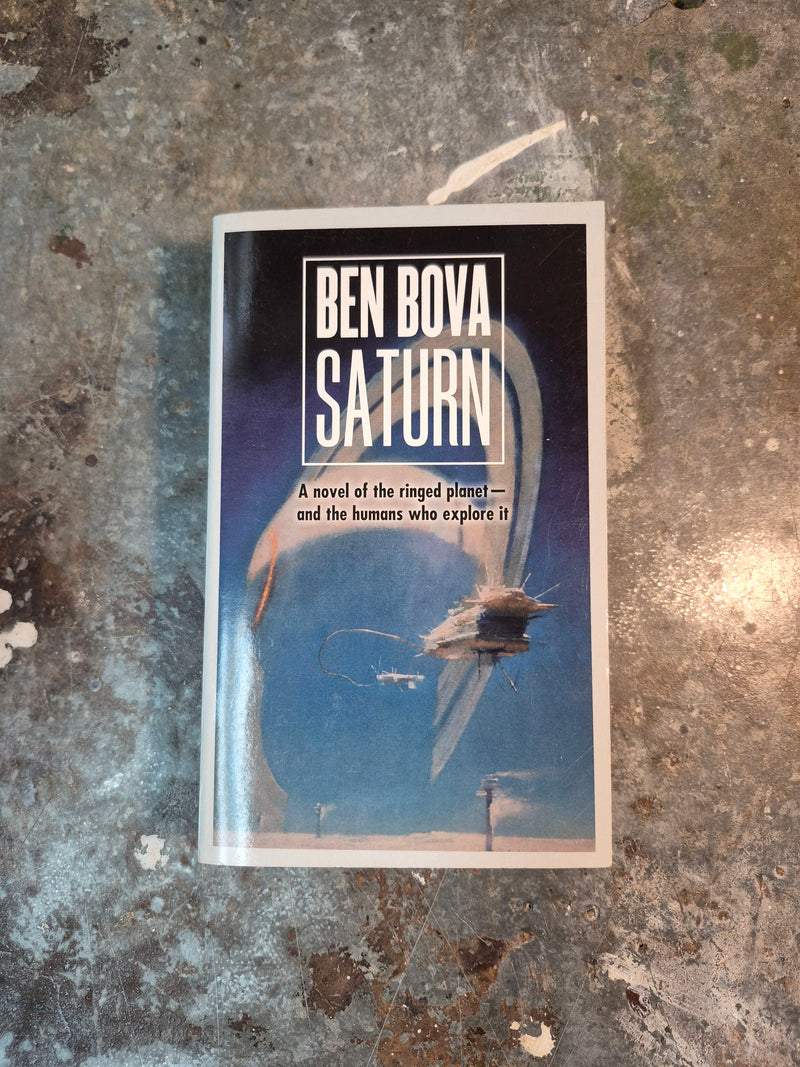 BEN BOVA
SATURN
A novel of the ringed planet—
and the humans who explore it